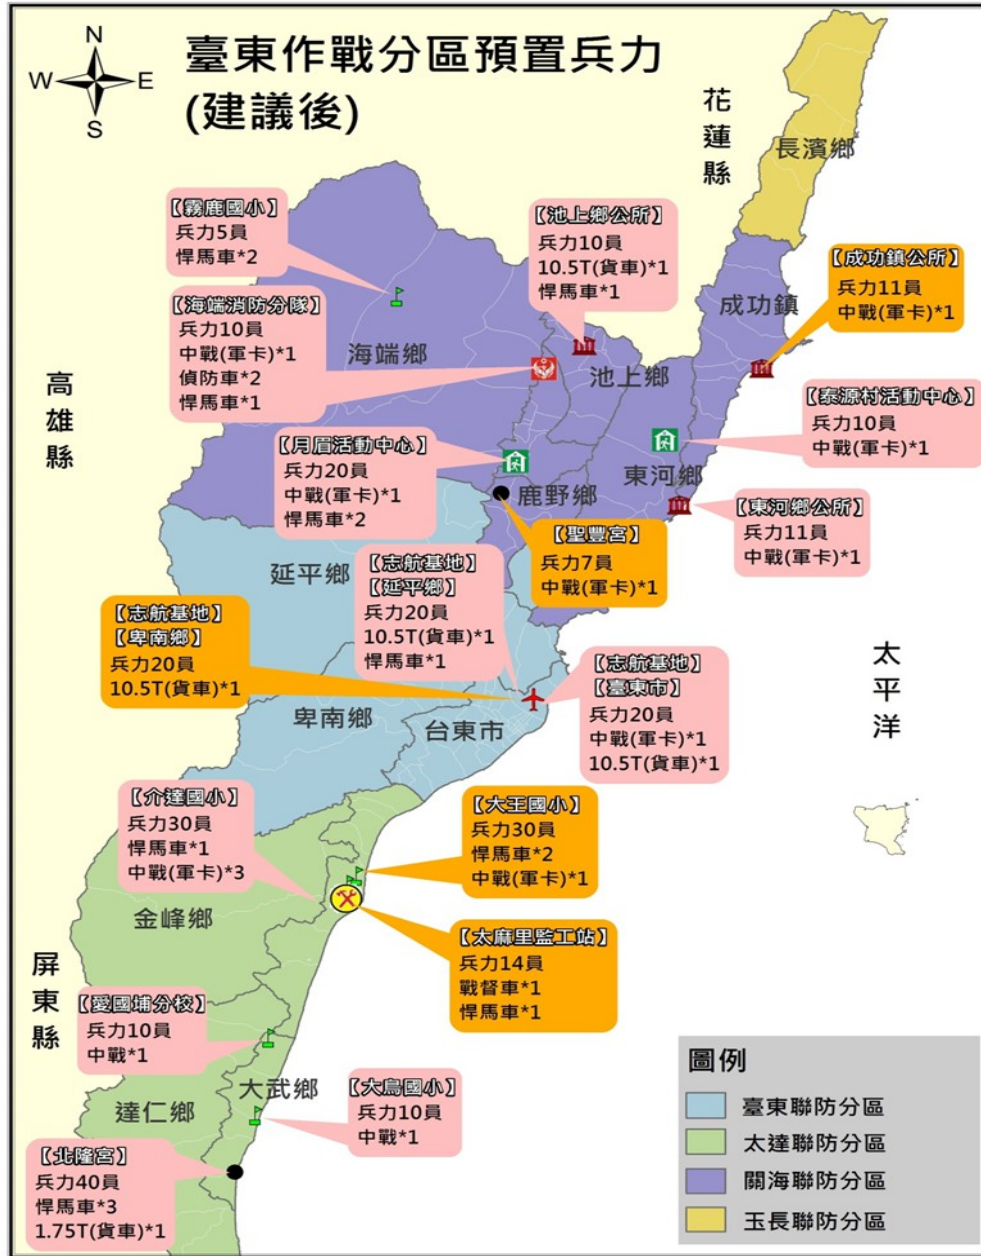 臺東作戰分區預置兵力
(建議後)
N
W
E
S
花蓮縣
長濱鄉
【霧鹿國小】
兵力5員
悍馬車*2
【池上鄉公所】
兵力10員
10.5T(貨車)*1
悍馬車*1
【成功鎮公所】
兵力11員
中戰(軍卡)*1
成功鎮
【海端消防分隊】
兵力10員
中戰(軍卡)*1
偵防車*2
悍馬車*1
海端鄉
池上鄉
高雄縣
【泰源村活動中心】
兵力10員
中戰(軍卡)*1
【月眉活動中心】
兵力20員
中戰(軍卡)*1
悍馬車*2
東河鄉
鹿野鄉
【東河鄉公所】
兵力11員
中戰(軍卡)*1
【聖豐宮】
兵力7員
中戰(軍卡)*1
延平鄉
【志航基地】
【延平鄉】
兵力20員
10.5T(貨車)*1
悍馬車*1
【志航基地】
【卑南鄉】
兵力20員
10.5T(貨車)*1
【志航基地】
【臺東市】
兵力20員
中戰(軍卡)*1
10.5T(貨車)*1
太平洋
卑南鄉
台東市
【介達國小】
兵力30員
悍馬車*1
中戰(軍卡)*3
【大王國小】
兵力30員
悍馬車*2
中戰(軍卡)*1
金峰鄉
【太麻里監工站】
兵力14員
戰督車*1
悍馬車*1
屏東縣
【愛國埔分校】
兵力10員
中戰*1
大武鄉
【大鳥國小】
兵力10員
中戰*1
達仁鄉
【北隆宮】
兵力40員
悍馬車*3
1.75T(貨車)*1
圖例
臺東聯防分區
太達聯防分區
關海聯防分區
玉長聯防分區